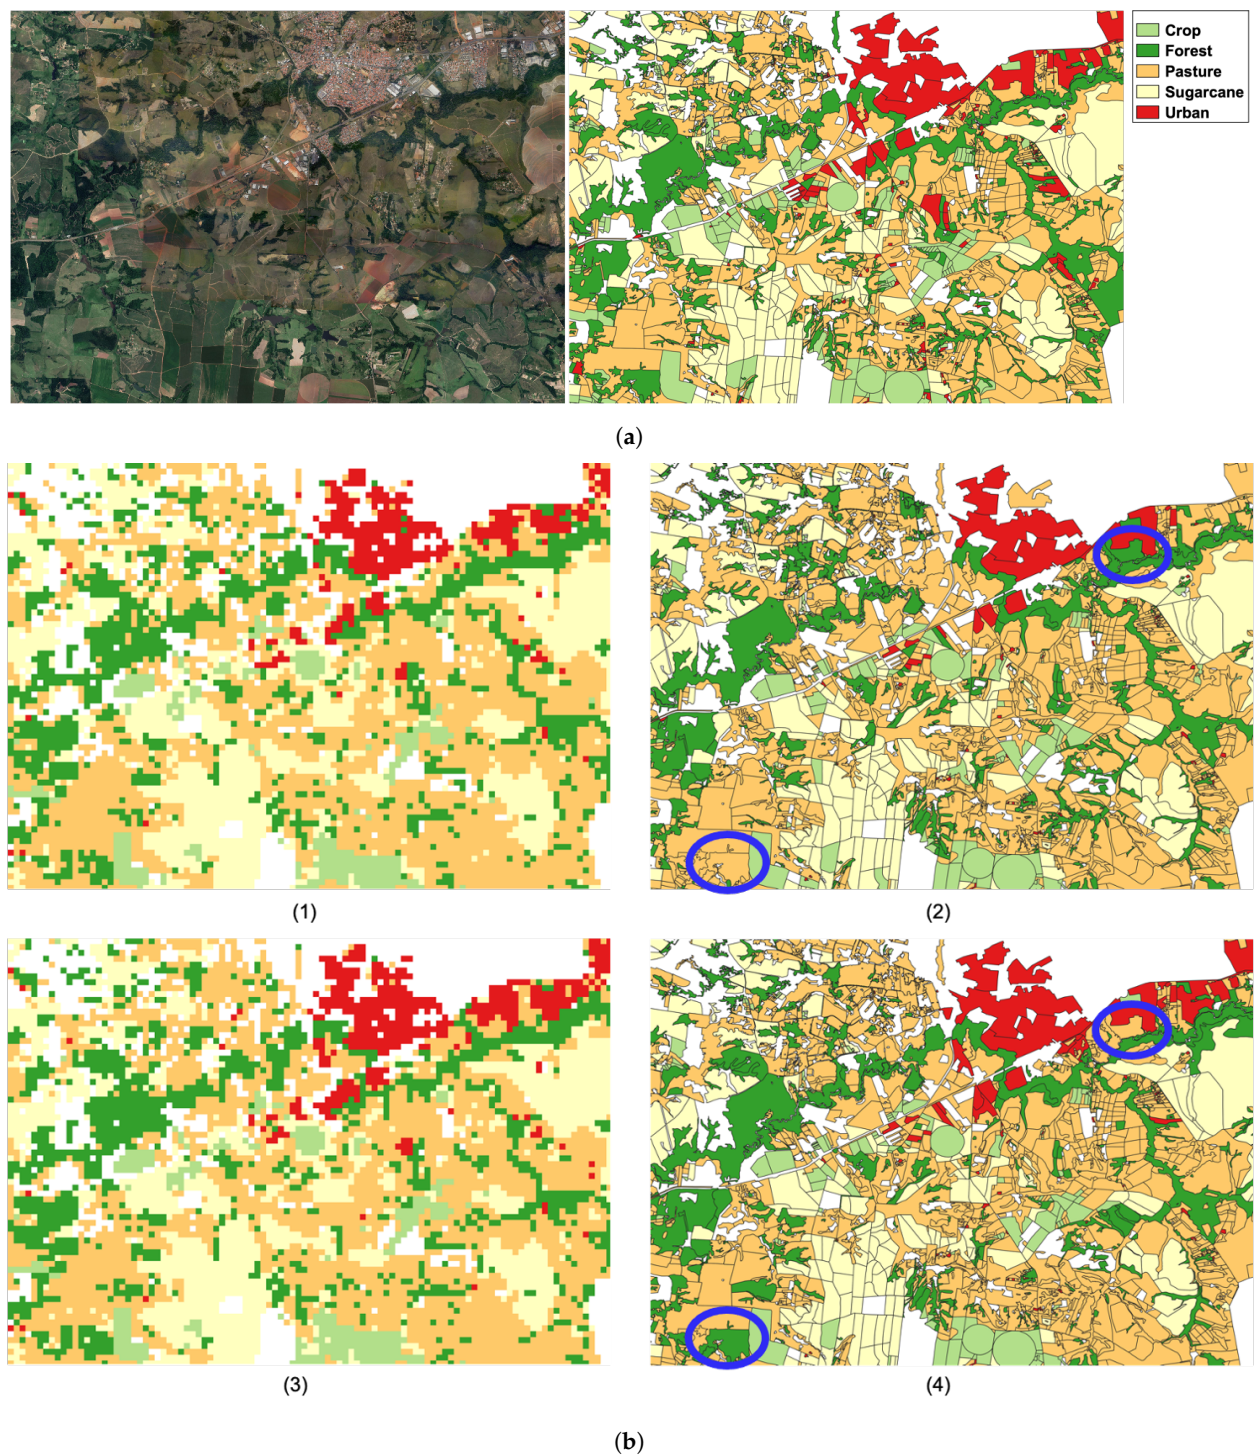 Crop
Forest
Pasture
Sugarcane
Urban
(a)
(1)
(2)
(3)
(4)
(b)